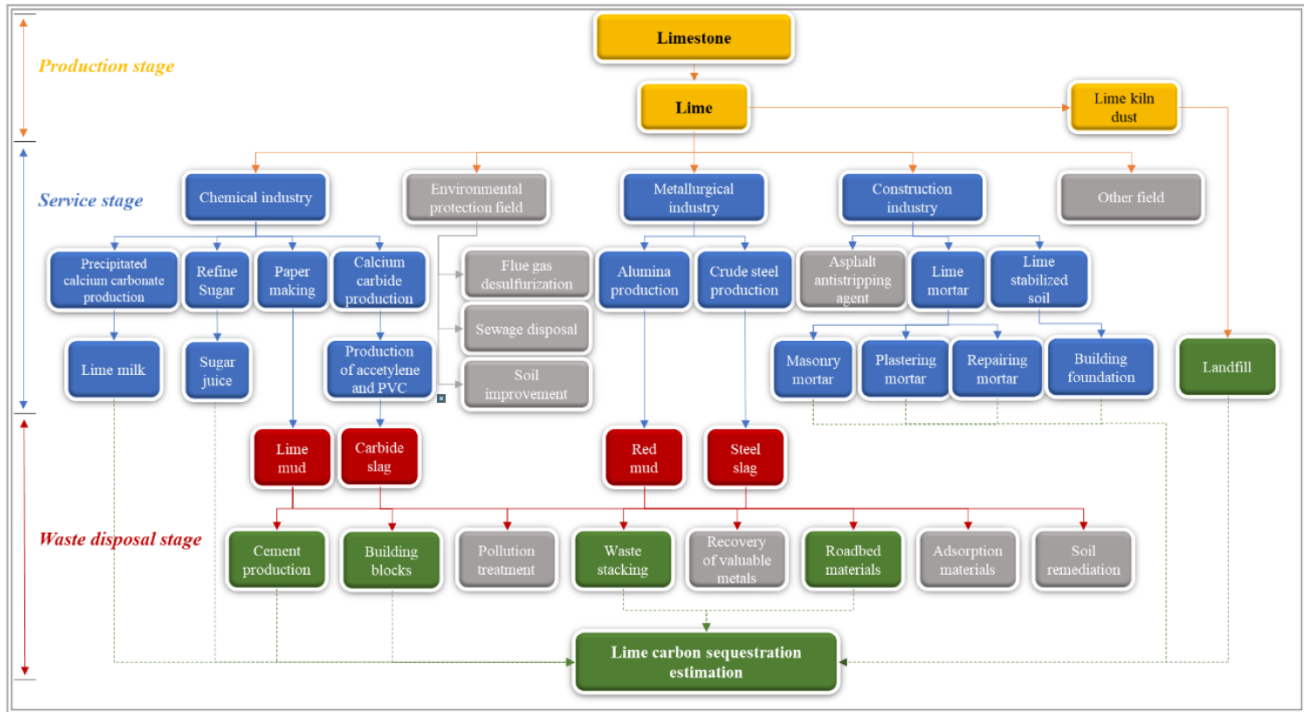 Limestone
Production stage
Lime
Lime kiln
dust
Service stage
Chemical
industry
Environmental
protection field
Metallurgical
industry
Construction
industry
Other field
Precipitated
calcium carbonate
production
Refine
Sugar
Paper
making
Calcium
carbide
production
Flue gas
desulfurization
Alumina
production
Crude steel
production
Asphalt
antistripping
agent
Lime
mortar
Lime
stabilized
soil
Sewage disposal
Lime milk
Sugar
juice
Production
of accetylene
and PVC
Soil
improvement
Masonry
mortar
Plastering
mortar
Repairing
mortar
Building
foundation
Landfill
Lime
mud
Carbide
slag
Red
mud
Steel
slag
Waste disposal stage
Cement
production
Building
blocks
Pollution
treatment
Waste
stacking
Recovery
of valuable
metals
Roadbed
materials
Adsorption
materials
Soil
remediation
Lime carbon sequestration
estimation